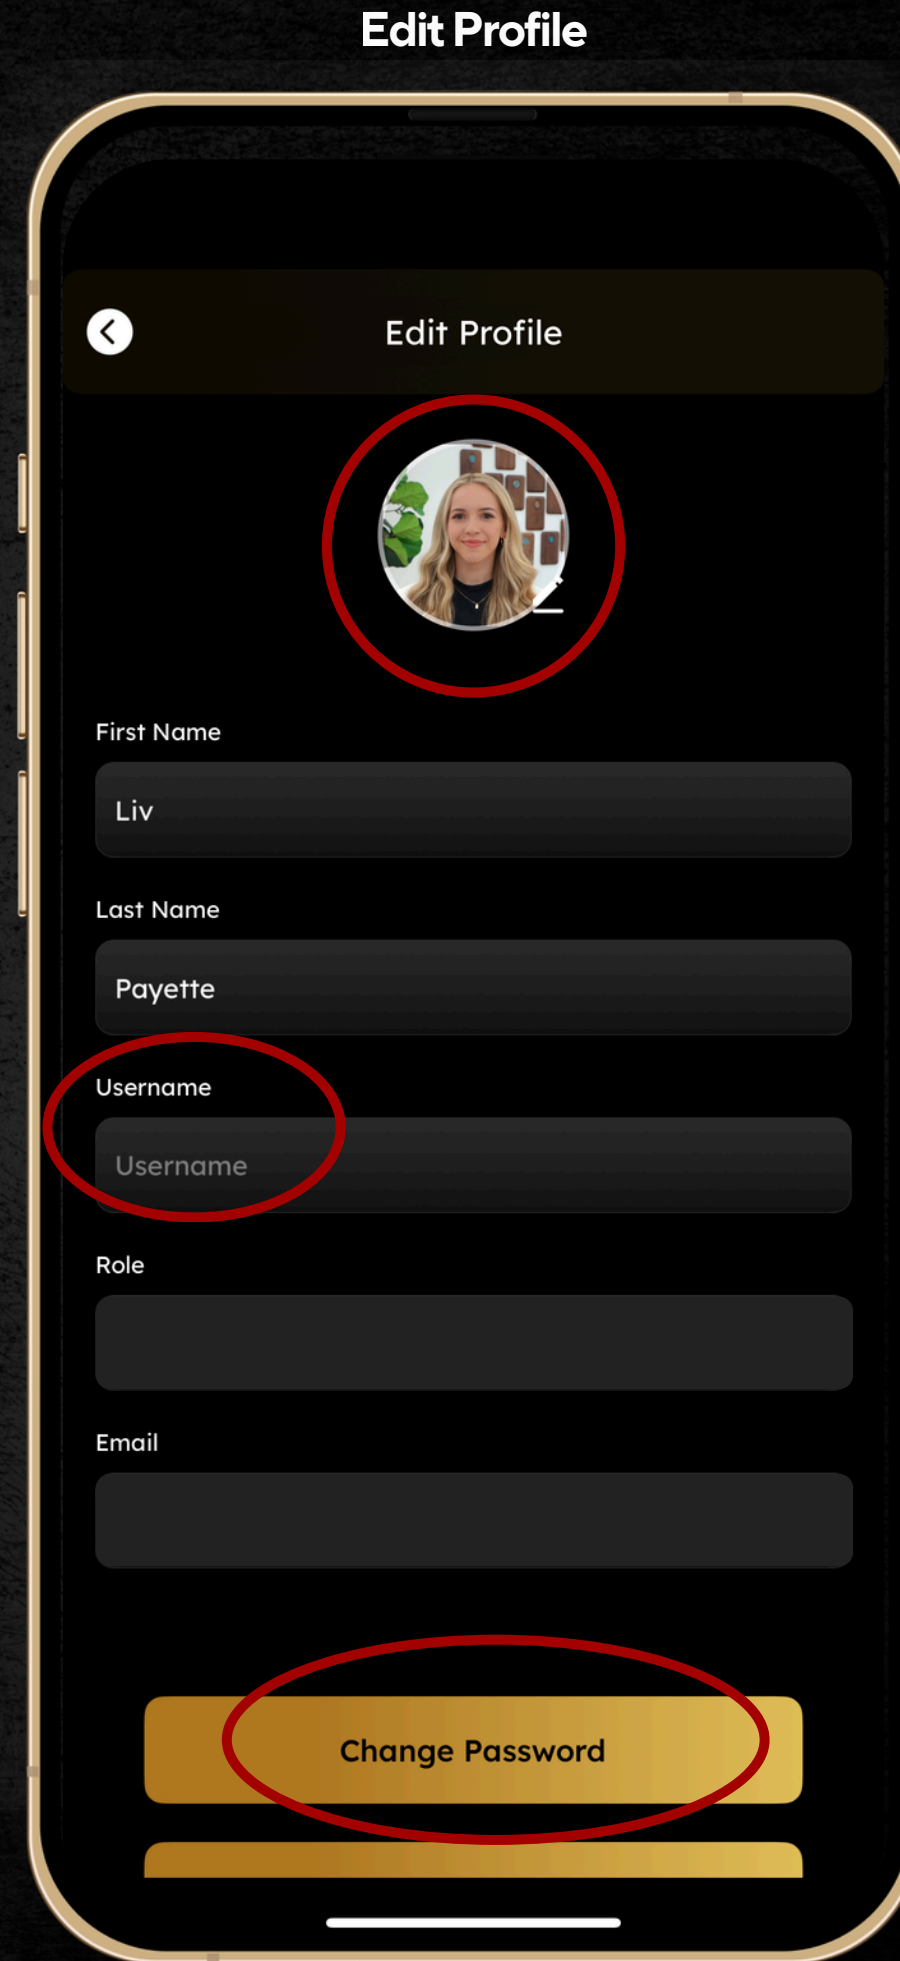 Edit Profile
Edit Profile
First Name
Liv
Last Name
Payette
Username
Username
Role
Email
Change Password